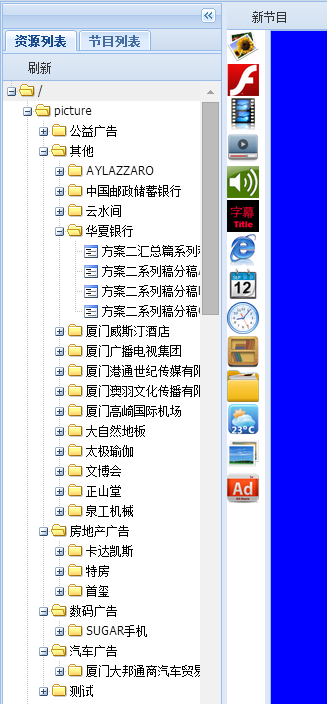 新节目
资源列表 节目列表
刷新
/
picture
公益广告
其他
AYLAZZARO
中国邮政储蓄银行
云水间
华夏银行
方案二汇总篇系列
方案二系列稿分稿
方案二系列稿分稿
方案二系列稿分稿
厦门威斯汀酒店
厦门广播电视集团
厦门港通世纪传媒有限
厦门澳羽文化传播有限
厦门高崎国际机场
大自然地板
太极瑜伽
文博会
正山堂
泉工机械
房地产广告
卡达凯斯
特房
首玺
数码广告
SUGAR手机
汽车广告
厦门大邦通商汽车贸易
测试
字幕
Title
12
23°C
Ad